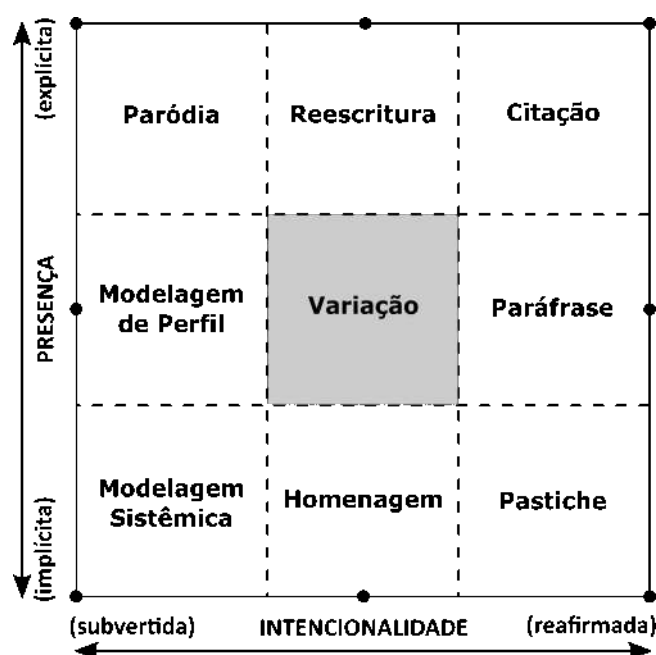 (explícita)
PRESENÇA
(implícita)
Paródia
Reescritura
Citação
Modelagem
de Perfil
Variação
Paráfrase
Modelagem
Sistêmica
Homenagem
Pastiche
(subvertida)
INTENCIONALIDADE
(reafirmada)